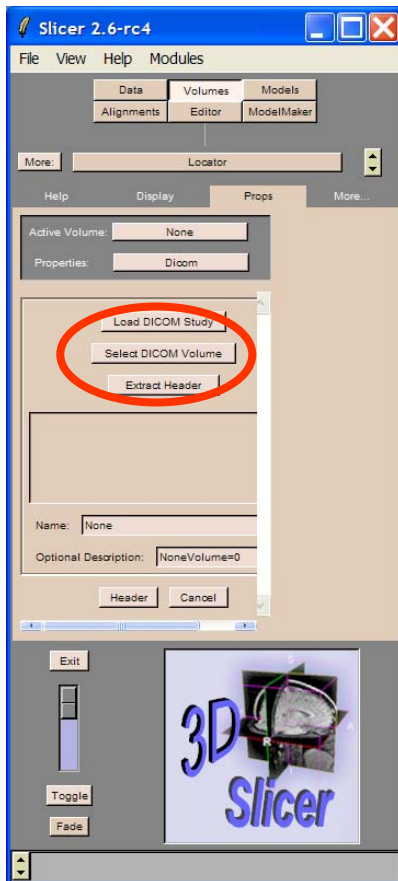 Slicer 2.6-rc4
File View Help Modules
Data Volumes Models
Alignments Editor ModelMaker
More: Locator
Help Display Props More...
Active Volume: None
Properties: Dicom
Load DICOM Study
Select DICOM Volume
Extract Header
Name: None
Optional Description: NoneVolume=0
Header Cancel
Exit
Toggle
Fade
3D
Slicer
S
R
A
I